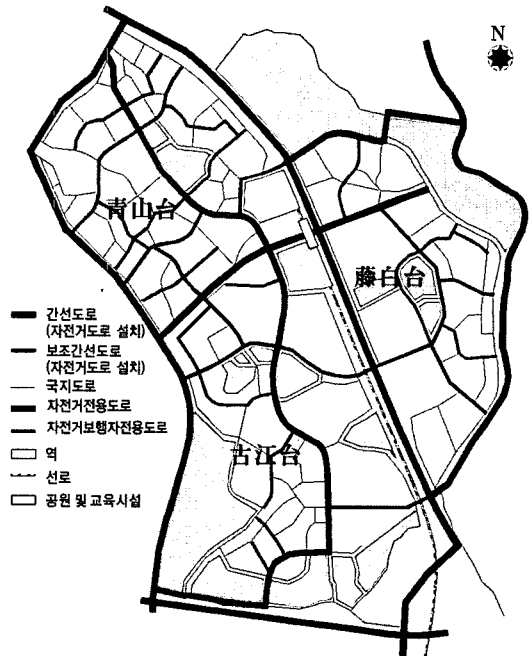 N
青山台
藤白台
간선도로
(자전거도로 설치)
보조간선도로
(자전거도로 설치)
국지도로
자전거전용도로
자전거보행자전용도로
역
선로
공원 및 교육시설
古江台